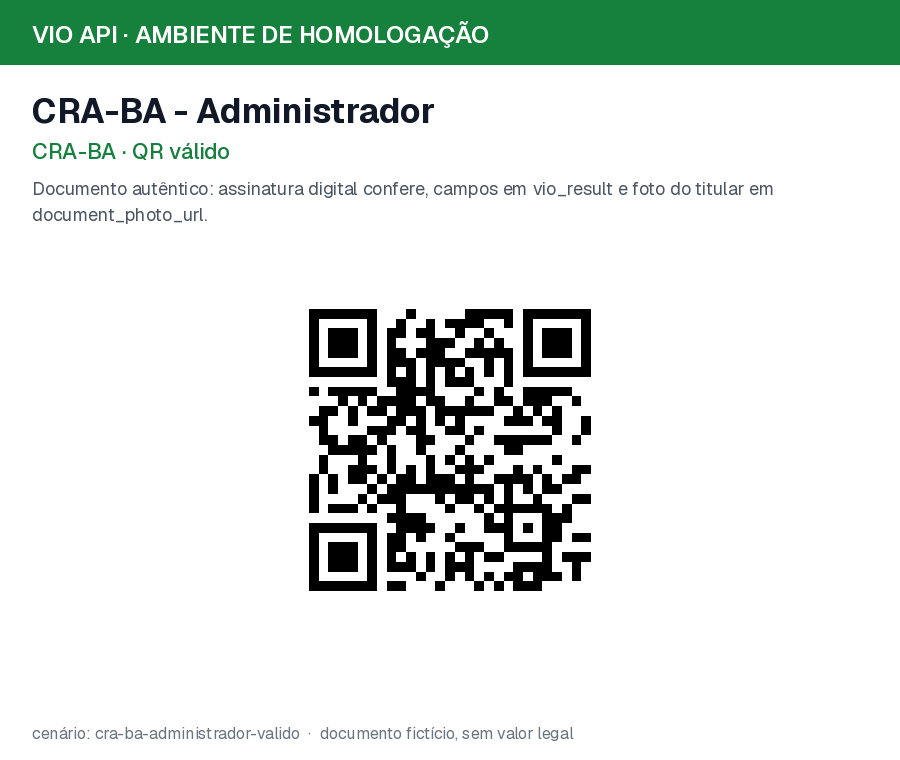 VIO API · AMBIENTE DE HOMOLOGAÇÃO
CRA-BA - Administrador
CRA-BA · QR válido
Documento autêntico: assinatura digital confere, campos em vio_result e foto do titular em
document_photo_url.
cenário: cra-ba-administrador-valido · documento fictício, sem valor legal